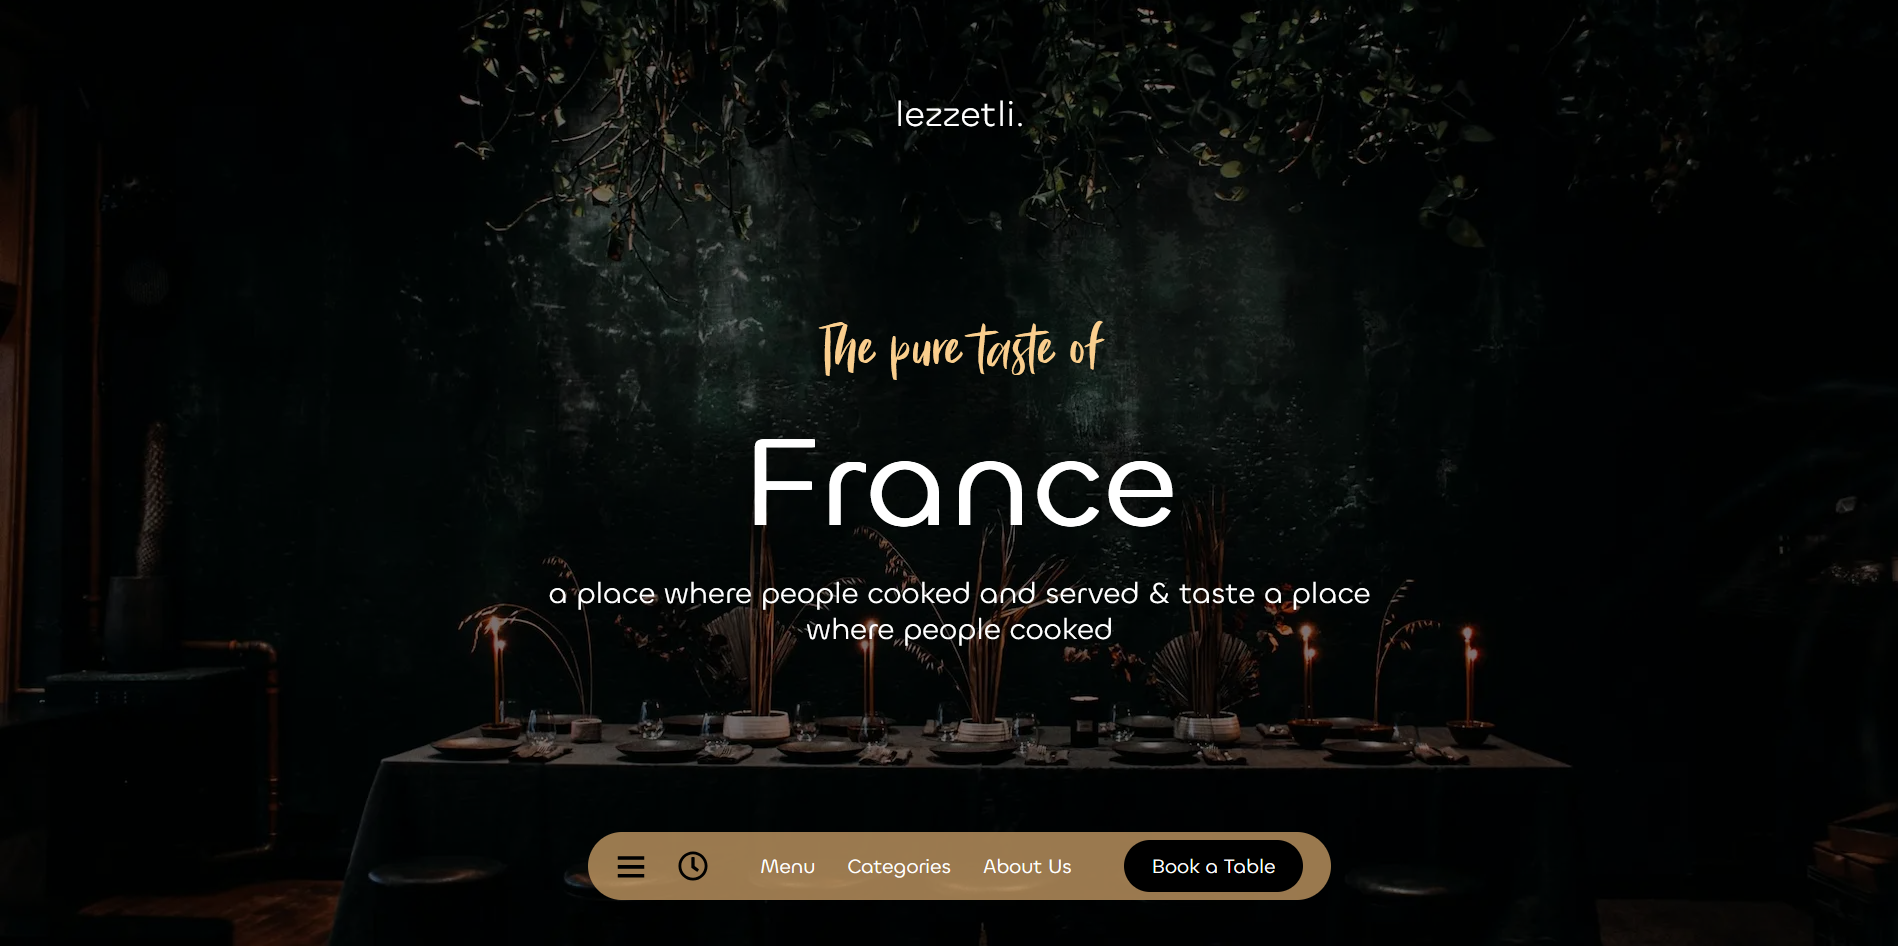 lezzetli.
The pure taste of
France
a place where people cooked and served & taste a place
where people cooked
Menu Categories About Us Book a Table